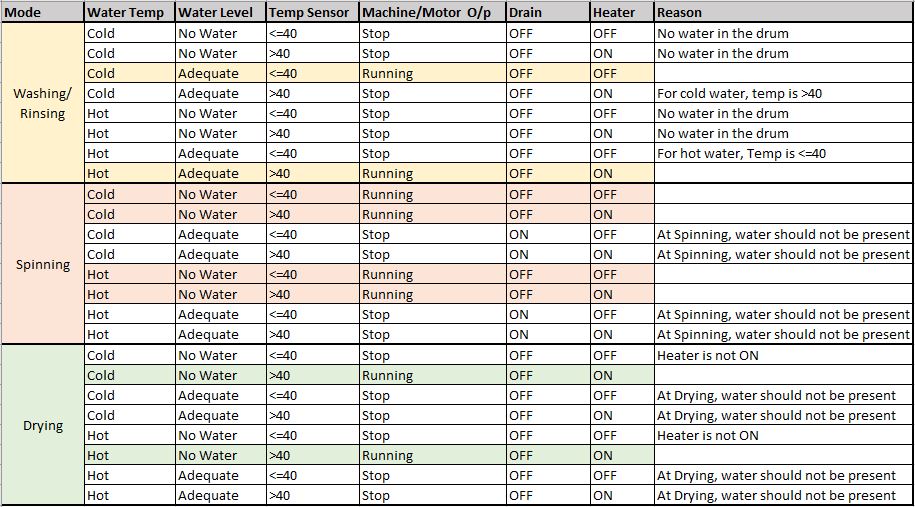 Mode Water Temp Water Level Temp Sensor Machine/Motor O/p Drain Heater Reason
Washing/
Rinsing
Cold No Water <=40 Stop OFF OFF No water in the drum
Cold No Water >40 Stop OFF ON No water in the drum
Cold Adequate <=40 Running OFF OFF
Cold Adequate >40 Stop OFF ON For cold water, temp is >40
Hot No Water <=40 Stop OFF OFF No water in the drum
Hot No Water >40 Stop OFF ON No water in the drum
Hot Adequate <=40 Stop OFF OFF For hot water, Temp is <=40
Hot Adequate >40 Running OFF ON
Spinning
Cold No Water <=40 Running OFF OFF
Cold No Water >40 Running OFF ON
Cold Adequate <=40 Stop ON OFF At Spinning, water should not be present
Cold Adequate >40 Stop ON ON At Spinning, water should not be present
Hot No Water <=40 Running OFF OFF
Hot No Water >40 Running OFF ON
Hot Adequate <=40 Stop ON OFF At Spinning, water should not be present
Hot Adequate >40 Stop ON ON At Spinning, water should not be present
Drying
Cold No Water <=40 Stop OFF OFF Heater is not ON
Cold No Water >40 Running OFF ON
Cold Adequate <=40 Stop OFF OFF At Drying, water should not be present
Cold Adequate >40 Stop OFF ON At Drying, water should not be present
Hot No Water <=40 Stop OFF OFF Heater is not ON
Hot No Water >40 Running OFF ON
Hot Adequate <=40 Stop OFF OFF At Drying, water should not be present
Hot Adequate >40 Stop OFF ON At Drying, water should not be present